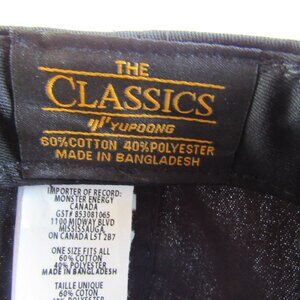 THE
CLASSICS
YUPOONG
60%COTTON 40%POLYESTER
MADE IN BANGLADESH
IMPORTER OF RECORD:
MONSTER ENERGY
CANADA
GST# 853081065
1100 MIDWAY BLVD
MISSISSAUGA,
ON CANADA L5T 2B7
ONE SIZE FITS ALL
60% COTTON
40% POLYESTER
MADE IN BANGLADESH
TAILLE UNIQUE
60% COTON